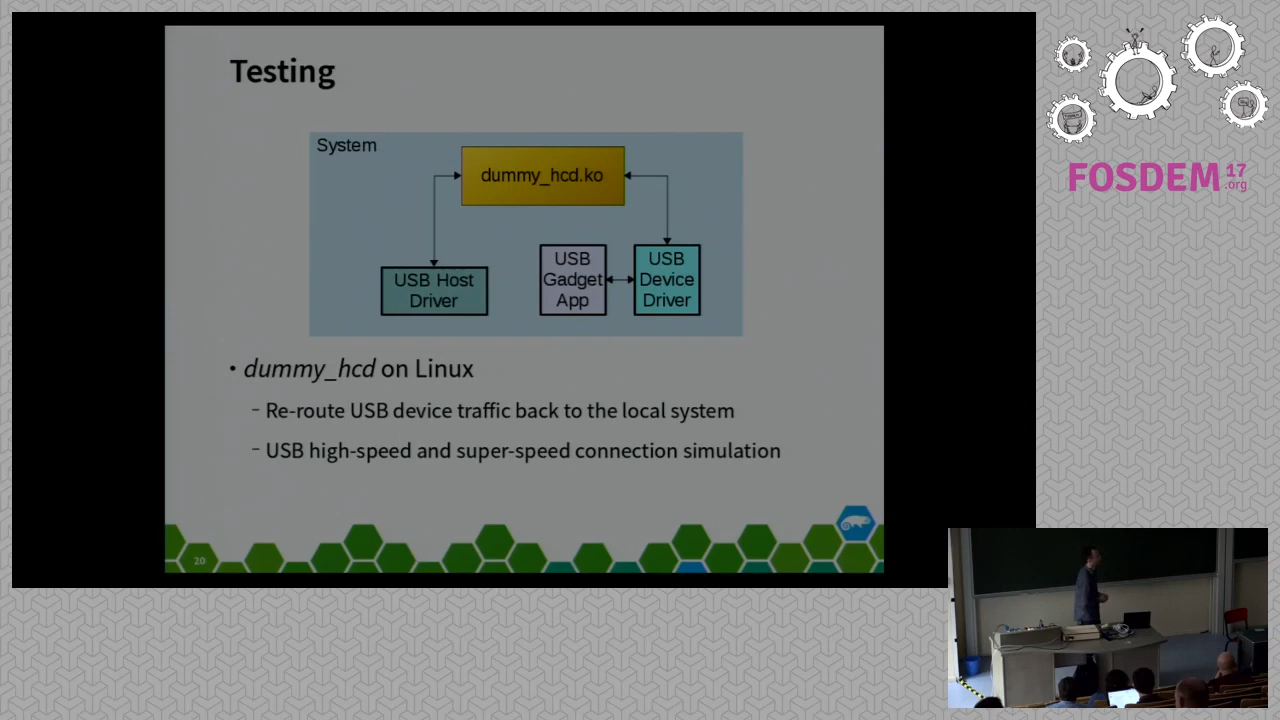 Testing
System
dummy_hcd.ko
USB Host
Driver
USB
Gadget
App
USB
Device
Driver
• dummy_hcd on Linux
– Re-route USB device traffic back to the local system
– USB high-speed and super-speed connection simulation
20
FOSDEM 17
.org